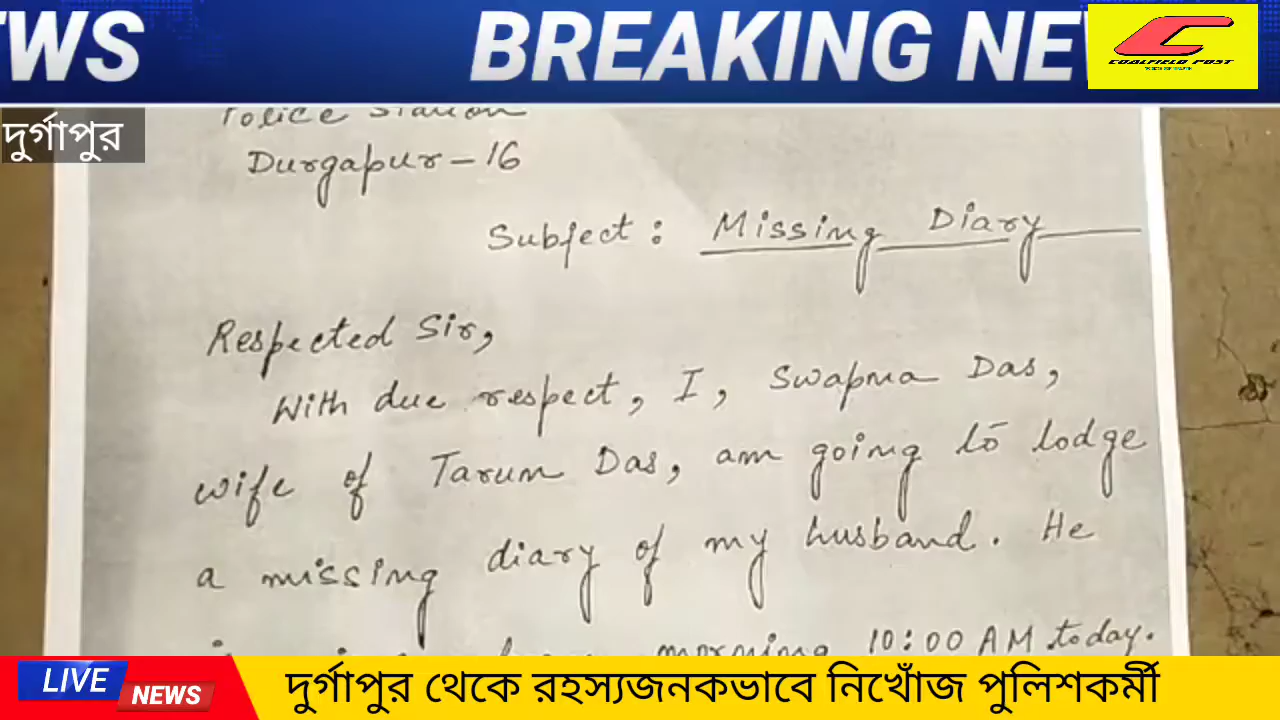 WS
BREAKING NE
COALFIELD POST
দুর্গাপুর
Police Station
Durgapur - 16
Subject : Missing Diary
Respected Sir,
With due respect, I, Swapna Das,
wife of Tarun Das, am going to lodge
a missing diary of my husband. He
morning 10:00 AM today.
LIVE
NEWS
দুর্গাপুর থেকে রহস্যজনকভাবে নিখোঁজ পুলিশকর্মী